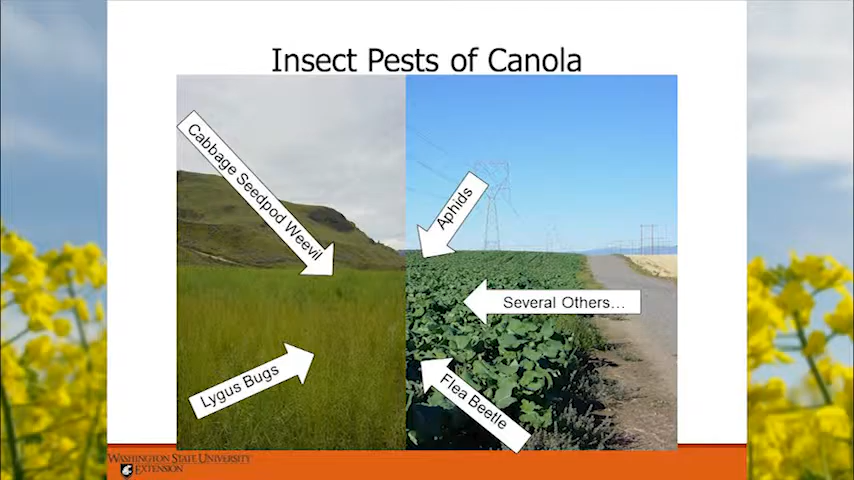 Insect Pests of Canola
Cabbage Seedpod Weevil
Aphids
Several Others...
Lygus Bugs
Flea Beetle
WASHINGTON STATE UNIVERSITY
EXTENSION